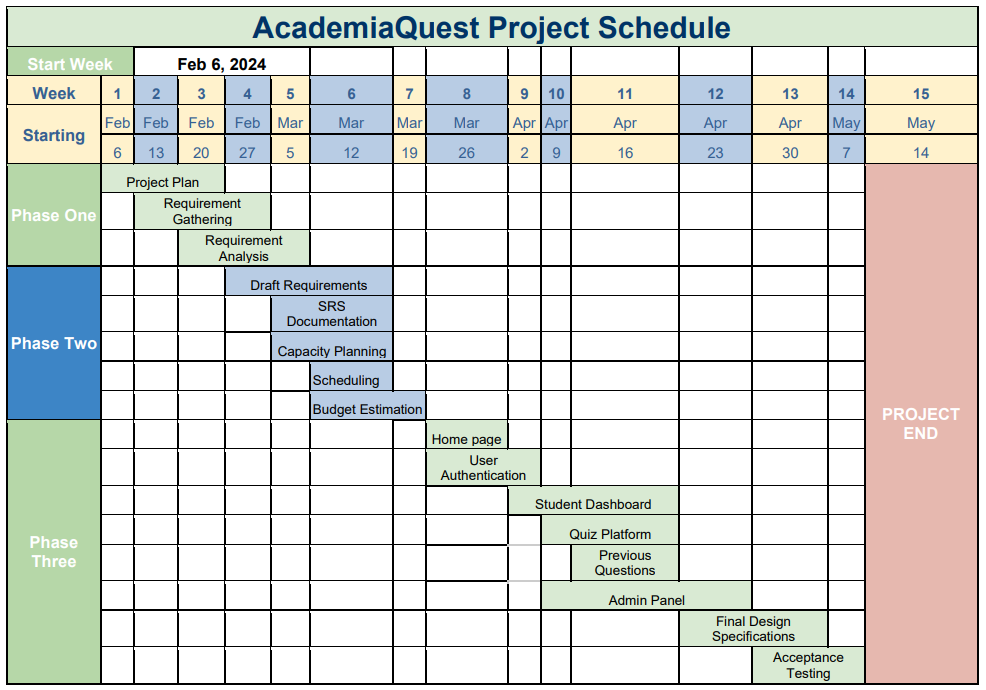 AcademiaQuest Project Schedule
Start Week Feb 6, 2024
Week 1 2 3 4 5 6 7 8 9 10 11 12 13 14 15
Starting Feb Feb Feb Feb Mar Mar Mar Mar Apr Apr Apr Apr Apr May May
6 13 20 27 5 12 19 26 2 9 16 23 30 7 14
Phase One
Project Plan
Requirement
Gathering
Requirement
Analysis
Phase Two
Draft Requirements
SRS
Documentation
Capacity Planning
Scheduling
Budget Estimation
Phase
Three
Home page
User
Authentication
Student Dashboard
Quiz Platform
Previous
Questions
Admin Panel
Final Design
Specifications
Acceptance
Testing
PROJECT
END